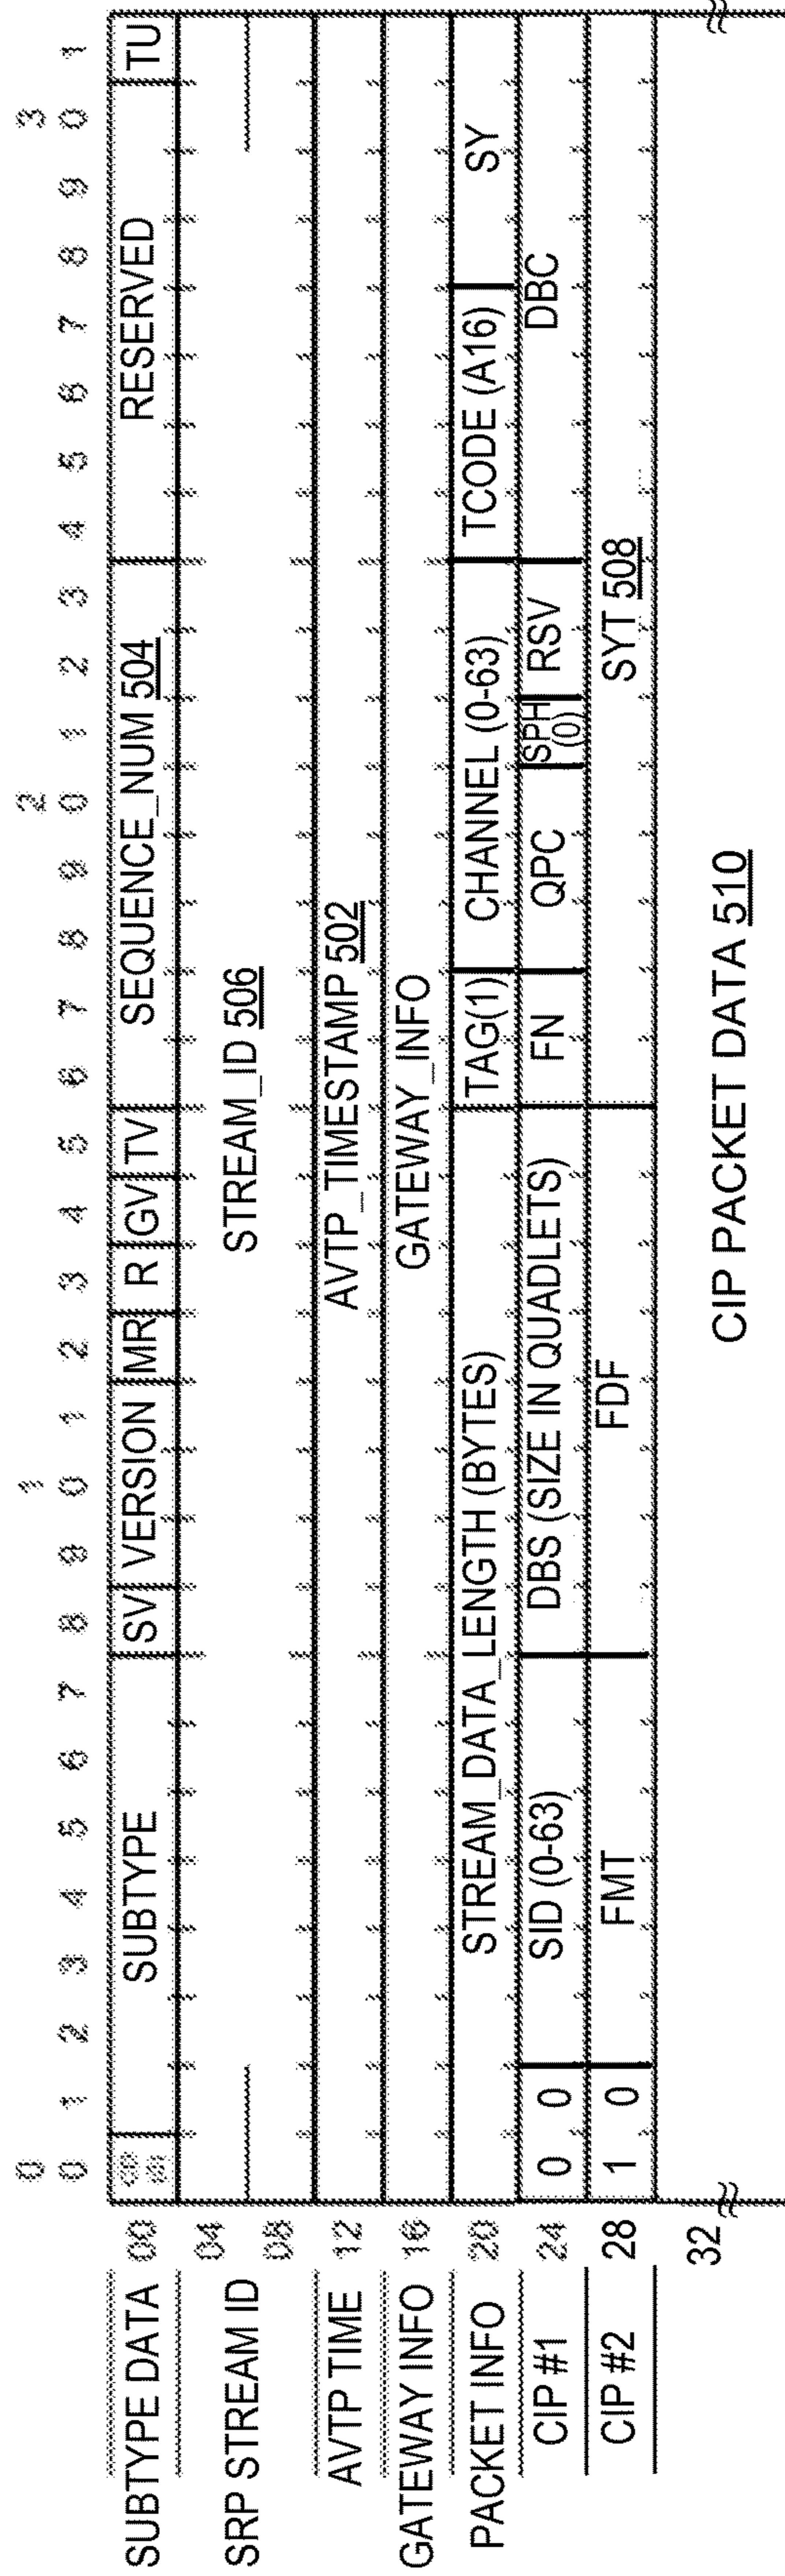 0 1 2 3
0 1 2 3 4 5 6 7 8 9 0 1 2 3 4 5 6 7 8 9 0 1 2 3 4 5 6 7 8 9 0 1
SUBTYPE DATA 00 CD SUBTYPE SV VERSION MR R GV TV SEQUENCE_NUM 504 RESERVED TU
04
SRP STREAM ID STREAM_ID 506
08
AVTP TIME 12 AVTP_TIMESTAMP 502
GATEWAY INFO 16 GATEWAY_INFO
PACKET INFO 20 STREAM_DATA_LENGTH (BYTES) TAG(1) CHANNEL (0-63) TCODE (A16) SY
CIP #1 24 0 0 SID (0-63) DBS (SIZE IN QUADLETS) FN QPC SPH (0) RSV DBC
CIP #2 28 1 0 FMT FDF SYT 508
32
CIP PACKET DATA 510